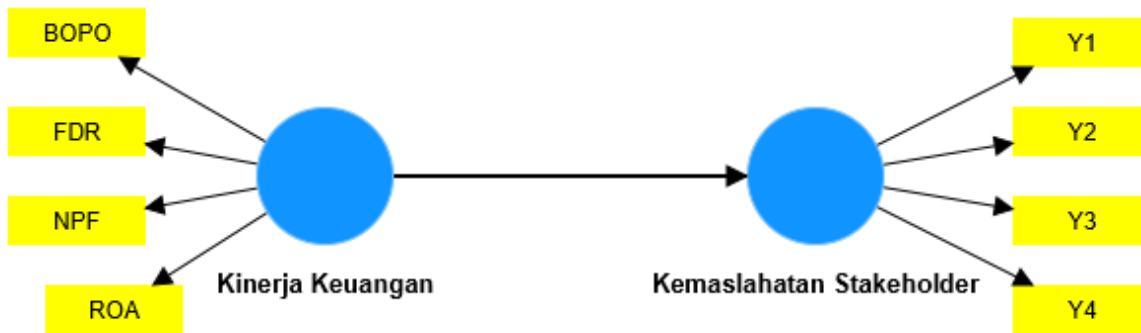 BOPO
FDR
NPF
ROA
Kinerja Keuangan
Kemaslahatan Stakeholder
Y1
Y2
Y3
Y4